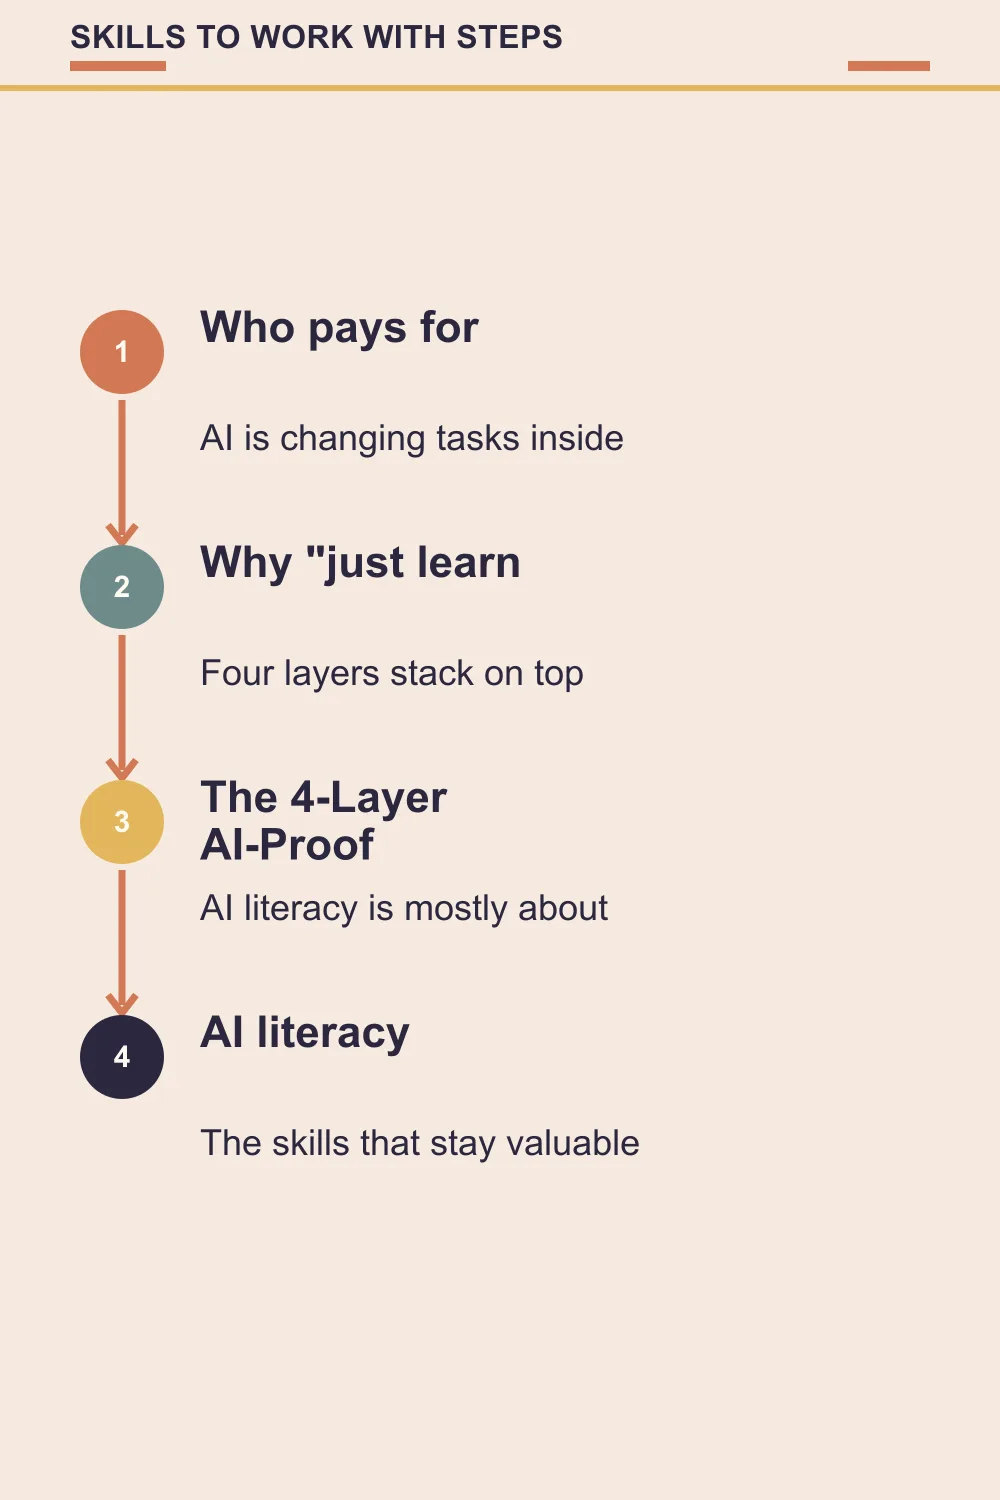 SKILLS TO WORK WITH STEPS
1
Who pays for
AI is changing tasks inside
2
Why "just learn
Four layers stack on top
3
The 4-Layer
AI-Proof
AI literacy is mostly about
4
AI literacy
The skills that stay valuable